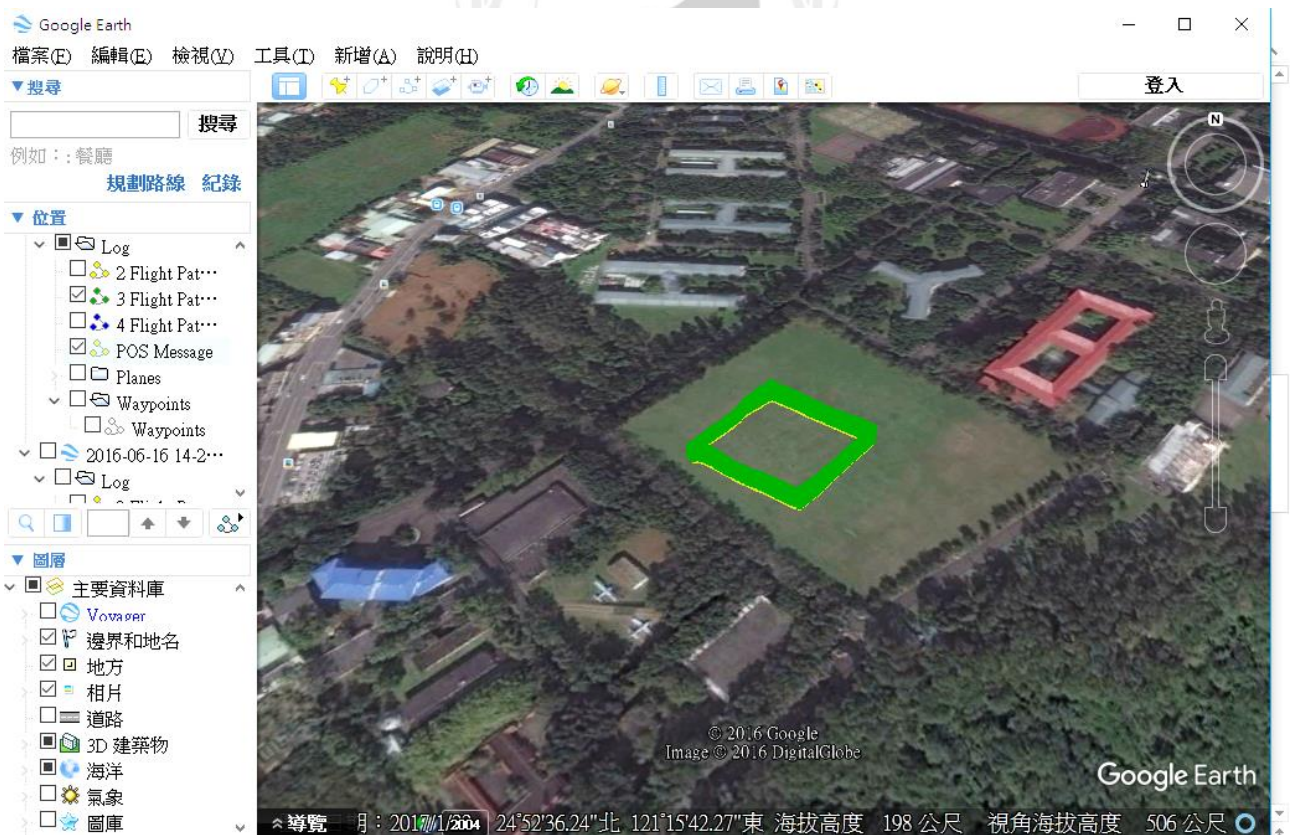 Google Earth
檔案(F) 編輯(E) 檢視(V) 工具(T) 新增(A) 說明(H)
▼搜尋
登入
搜尋
例如：:餐廳
規劃路線 紀錄
▼ 位置
Log
2 Flight Pat…
3 Flight Pat…
4 Flight Pat…
POS Message
Planes
Waypoints
Waypoints
2016-06-16 14-2…
Log
▼ 圖層
主要資料庫
Voyager
邊界和地名
地方
相片
道路
3D 建築物
海洋
氣象
圖庫
N
© 2016 Google
Image © 2016 DigitalGlobe
Google Earth
導覽 期：2017/1/ 2004 24°52'36.24"北 121°15'42.27"東 海拔高度 198 公尺 視角海拔高度 506 公尺